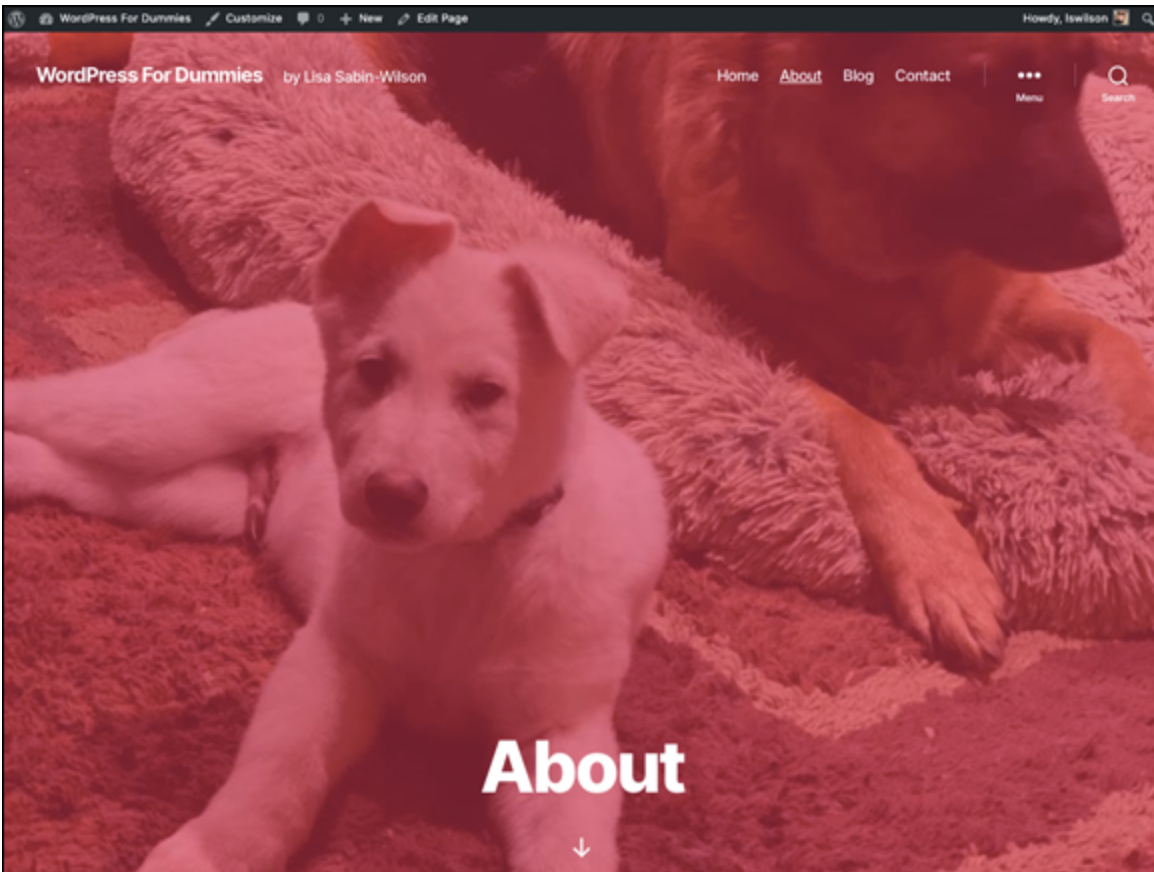 WordPress For Dummies Customize 0 New Edit Page Howdy, lswilson
WordPress For Dummies by Lisa Sabin-Wilson Home About Blog Contact
Menu Search
About